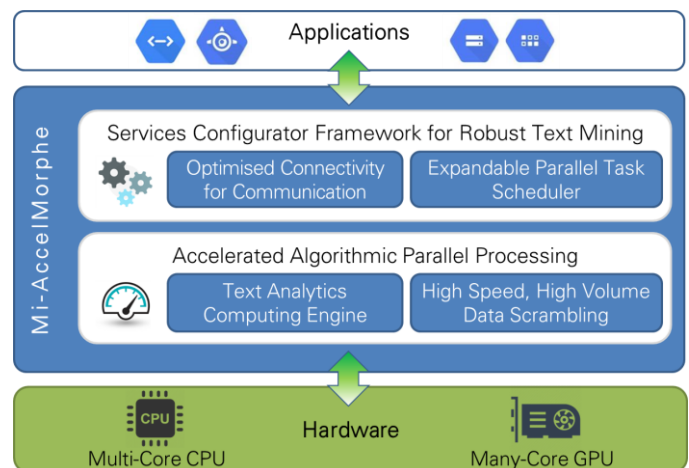 Applications
Mi-AccelMorphe
Services Configurator Framework for Robust Text Mining
Optimised Connectivity
for Communication
Expandable Parallel Task
Scheduler
Accelerated Algorithmic Parallel Processing
Text Analytics
Computing Engine
High Speed, High Volume
Data Scrambling
CPU
Hardware
Multi-Core CPU
Many-Core GPU